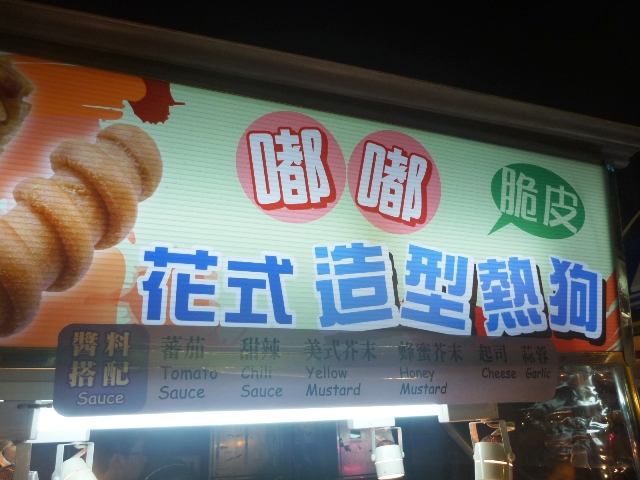 嘟嘟
脆皮
花式造型熱狗
醬料搭配 Sauce
蕃茄 甜辣 美式芥末 蜂蜜芥末 起司 蒜蓉
Tomato Sauce Chili Sauce Yellow Mustard Honey Mustard Cheese Garlic